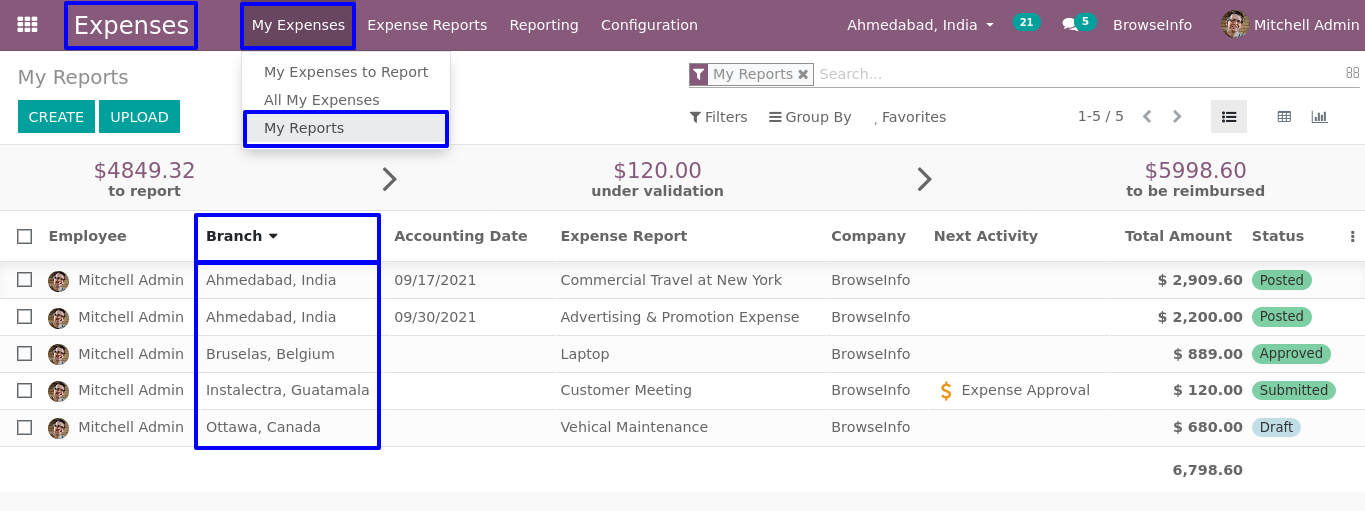 Expenses My Expenses Expense Reports Reporting Configuration Ahmedabad, India 21 5 BrowseInfo Mitchell Admin
My Reports
My Expenses to Report
All My Expenses
My Reports
My Reports Search...
CREATE UPLOAD
Filters Group By Favorites 1-5 / 5
$4849.32 $120.00 $5998.60
to report under validation to be reimbursed
Employee Branch Accounting Date Expense Report Company Next Activity Total Amount Status
Mitchell Admin Ahmedabad, India 09/17/2021 Commercial Travel at New York BrowseInfo $ 2,909.60 Posted
Mitchell Admin Ahmedabad, India 09/30/2021 Advertising & Promotion Expense BrowseInfo $ 2,200.00 Posted
Mitchell Admin Bruselas, Belgium Laptop BrowseInfo $ 889.00 Approved
Mitchell Admin Instalectra, Guatamala Customer Meeting BrowseInfo $ Expense Approval $ 120.00 Submitted
Mitchell Admin Ottawa, Canada Vehical Maintenance BrowseInfo $ 680.00 Draft
6,798.60